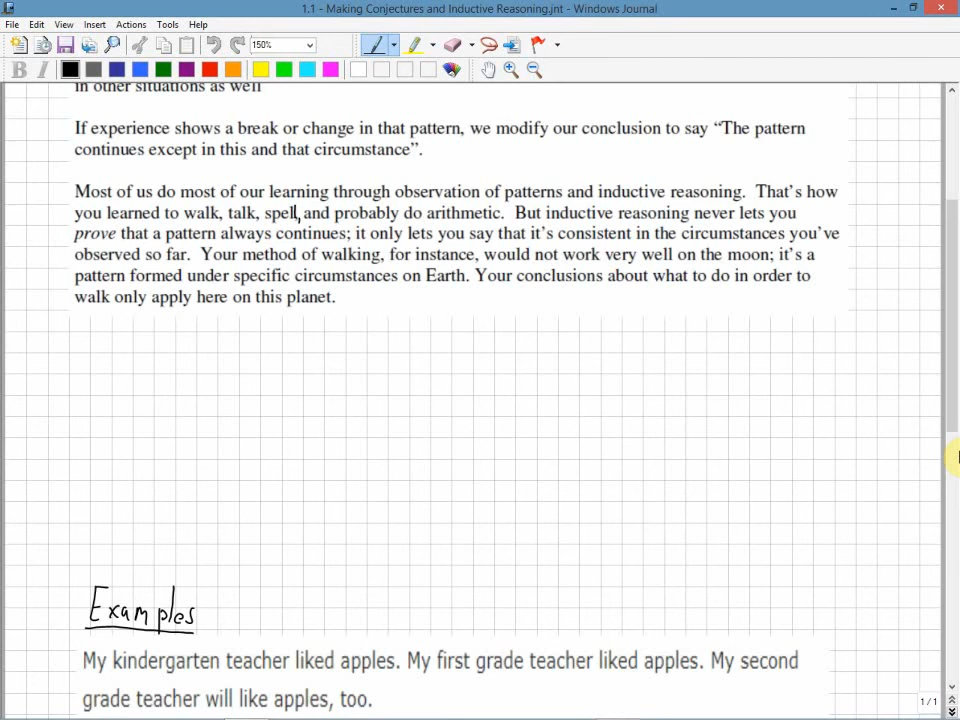 1.1 - Making Conjectures and Inductive Reasoning.jnt - Windows Journal
File Edit View Insert Actions Tools Help
150%
B I
in other situations as well
If experience shows a break or change in that pattern, we modify our conclusion to say “The pattern
continues except in this and that circumstance”.
Most of us do most of our learning through observation of patterns and inductive reasoning. That’s how
you learned to walk, talk, spell, and probably do arithmetic. But inductive reasoning never lets you
prove that a pattern always continues; it only lets you say that it’s consistent in the circumstances you’ve
observed so far. Your method of walking, for instance, would not work very well on the moon; it’s a
pattern formed under specific circumstances on Earth. Your conclusions about what to do in order to
walk only apply here on this planet.
Examples
My kindergarten teacher liked apples. My first grade teacher liked apples. My second
grade teacher will like apples, too.
1 / 1